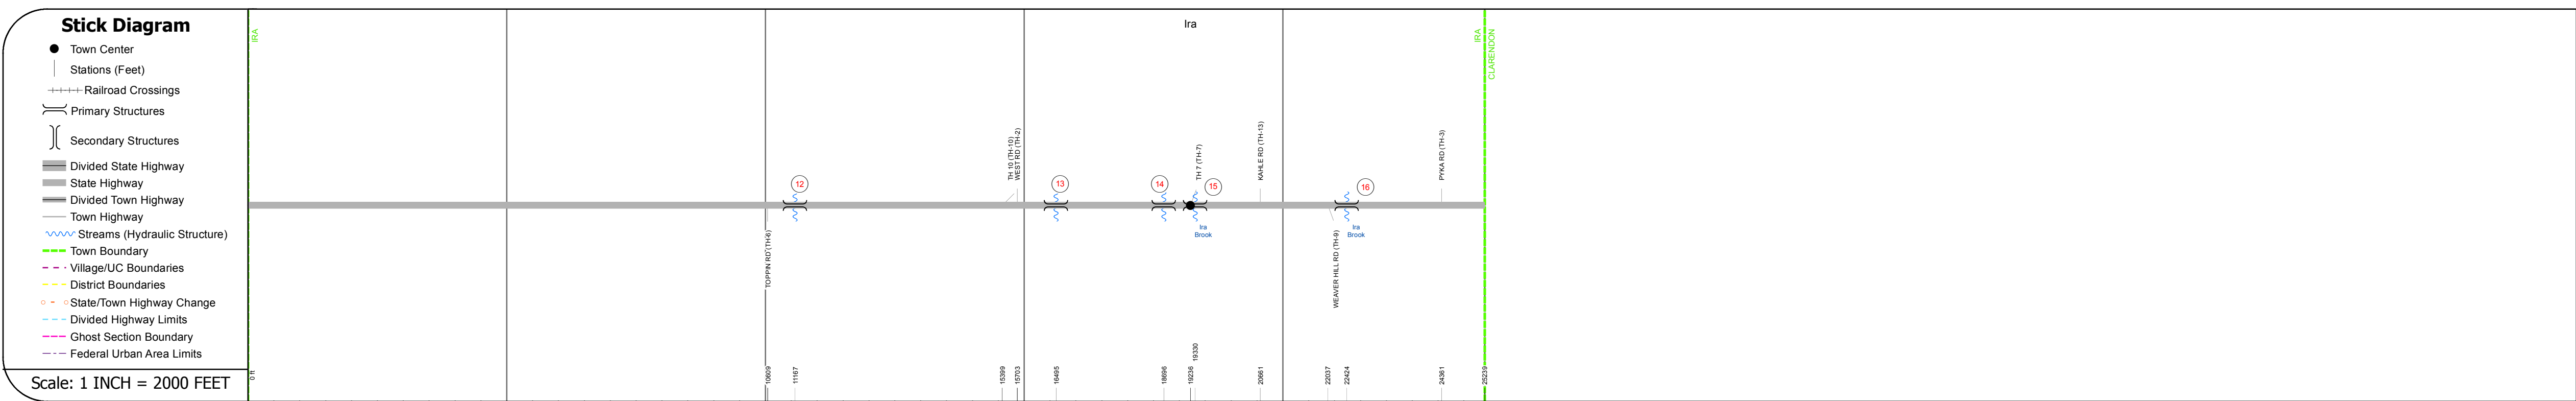 Stick Diagram
Town Center
Stations (Feet)
Railroad Crossings
Primary Structures
Secondary Structures
Divided State Highway
State Highway
Divided Town Highway
Town Highway
Streams (Hydraulic Structure)
Town Boundary
Village/UC Boundaries
District Boundaries
State/Town Highway Change
Divided Highway Limits
Ghost Section Boundary
Federal Urban Area Limits
Scale: 1 INCH = 2000 FEET
IRA
Ira
IRA
CLARENDON
TH 10 (TH-10)
WEST RD (TH-2)
TH 7 (TH-7)
KAHLE RD (TH-13)
PYKA RD (TH-3)
12
13
14
15
16
Ira
Brook
Ira
Brook
TOPPIN RD (TH-6)
WEAVER HILL RD (TH-9)
0 ft
10609
11167
15399
15703
16495
18696
19236
19330
20661
22037
22424
24361
25239